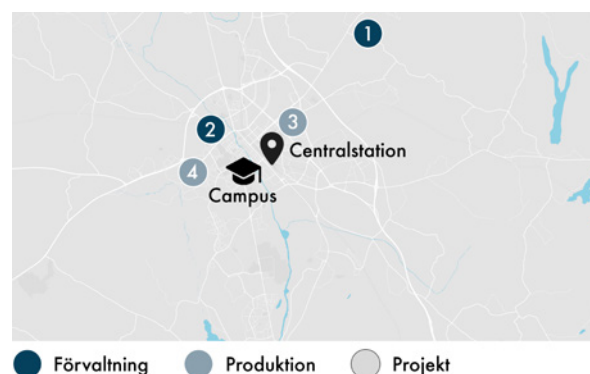 1
2
3
Centralstation
4
Campus
Förvaltning
Produktion
Projekt